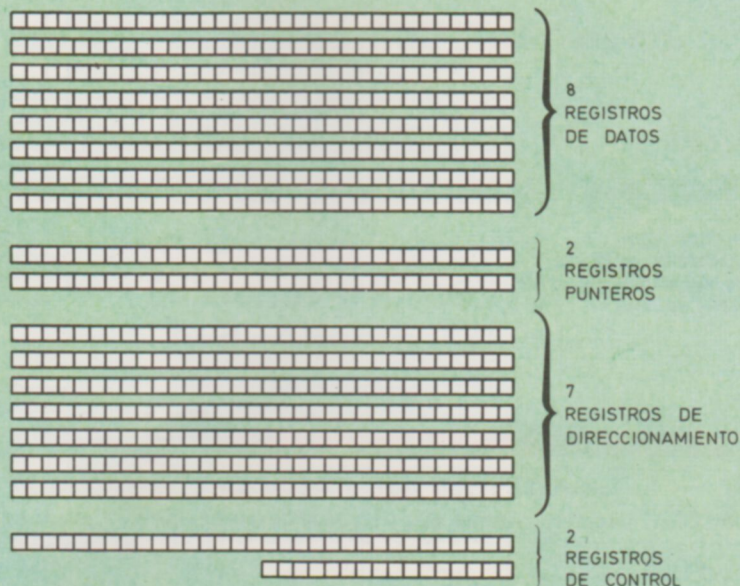 8
REGISTROS
DE DATOS
2
REGISTROS
PUNTEROS
7
REGISTROS DE
DIRECCIONAMIENTO
2
REGISTROS
DE CONTROL